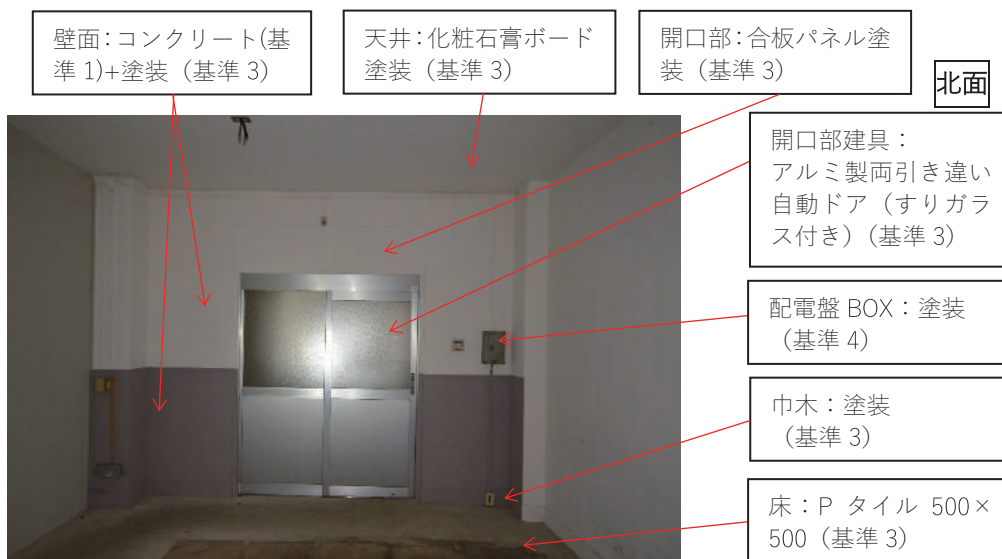 壁面：コンクリート(基
準 1)+塗装（基準 3）
天井：化粧石膏ボード
塗装（基準 3）
開口部：合板パネル塗
装（基準 3）
北面
開口部建具：
アルミ製両引き違い
自動ドア（すりガラ
ス付き）（基準 3）
配電盤 BOX：塗装
（基準 4）
巾木：塗装
（基準 3）
床：P タイル 500×
500（基準 3）